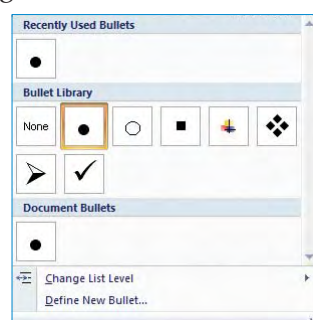 Recently Used Bullets
Bullet Library
None
Document Bullets
Change List Level
Define New Bullet...